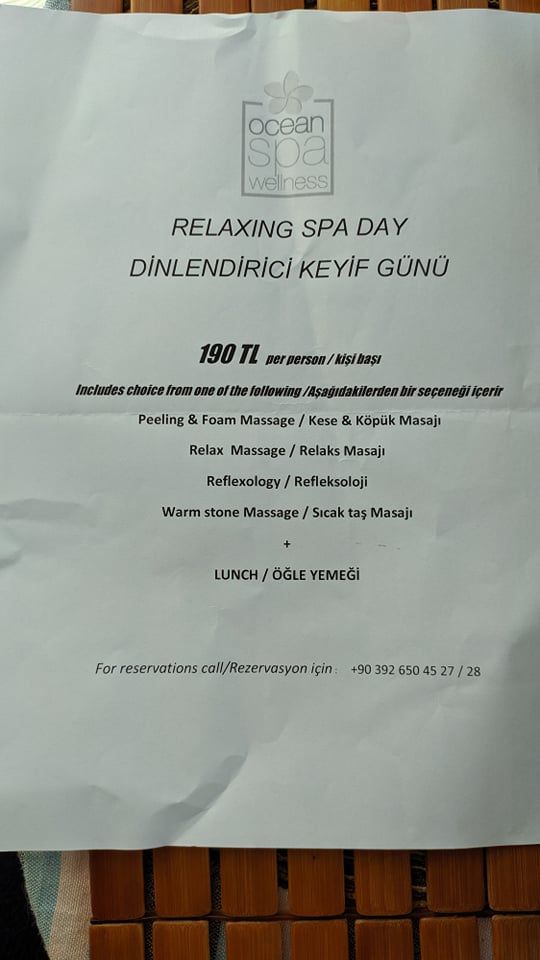 ocean
spa
wellness
RELAXING SPA DAY
DİNLENDİRİCİ KEYİF GÜNÜ
190 TL per person / kişi başı
Includes choice from one of the following /Aşağıdakilerden bir seçeneği içerir
Peeling & Foam Massage / Kese & Köpük Masajı
Relax Massage / Relaks Masajı
Reflexology / Refleksoloji
Warm stone Massage / Sıcak taş Masajı
+
LUNCH / ÖĞLE YEMEĞİ
For reservations call/Rezervasyon için : +90 392 650 45 27 / 28